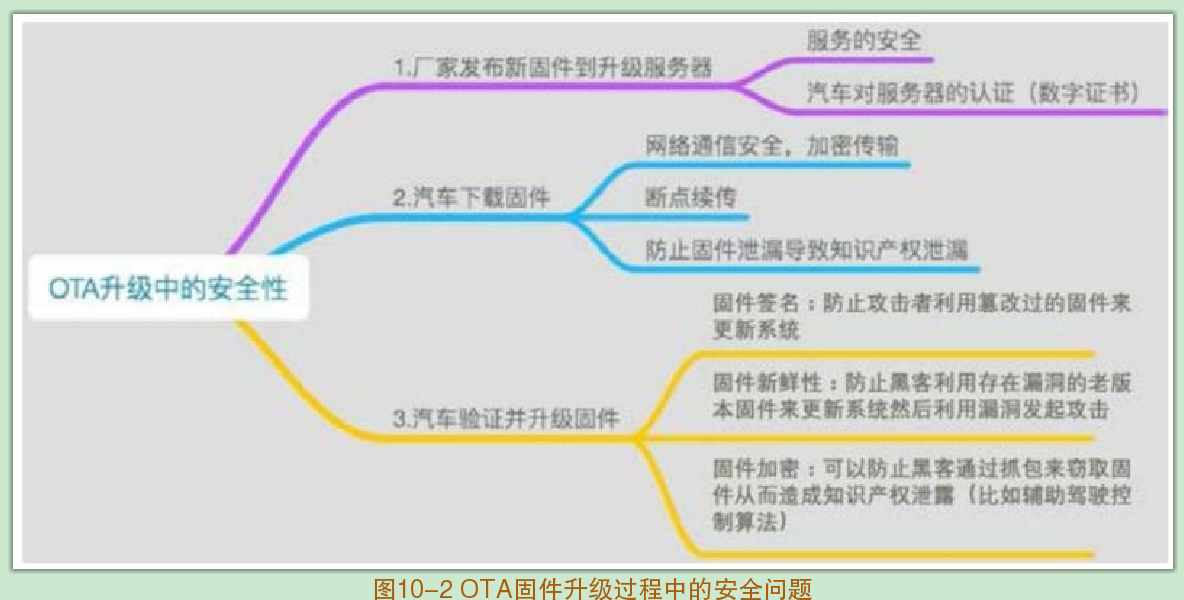 服务的安全
1.厂家发布新固件到升级服务器
汽车对服务器的认证（数字证书）
网络通信安全，加密传输
2.汽车下载固件
断点续传
防止固件泄漏导致知识产权泄漏
OTA升级中的安全性
固件签名：防止攻击者利用篡改过的固件来
更新系统
固件新鲜性：防止黑客利用存在漏洞的老版
本固件来更新系统然后利用漏洞发起攻击
3.汽车验证并升级固件
固件加密：可以防止黑客通过抓包来窃取固
件从而造成知识产权泄露（比如辅助驾驶控
制算法）
图10-2 OTA固件升级过程中的安全问题